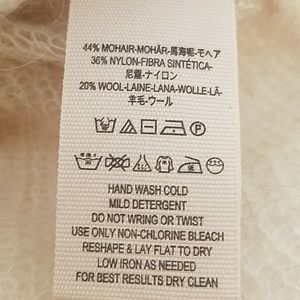 44% MOHAIR-MOHÄR-馬海呢-モヘア
36% NYLON-FIBRA SINTÉTICA-
尼龍-ナイロン
20% WOOL-LAINE-LANA-WOLLE-LÃ-
羊毛-ウール
HAND WASH COLD
MILD DETERGENT
DO NOT WRING OR TWIST
USE ONLY NON-CHLORINE BLEACH
RESHAPE & LAY FLAT TO DRY
LOW IRON AS NEEDED
FOR BEST RESULTS DRY CLEAN